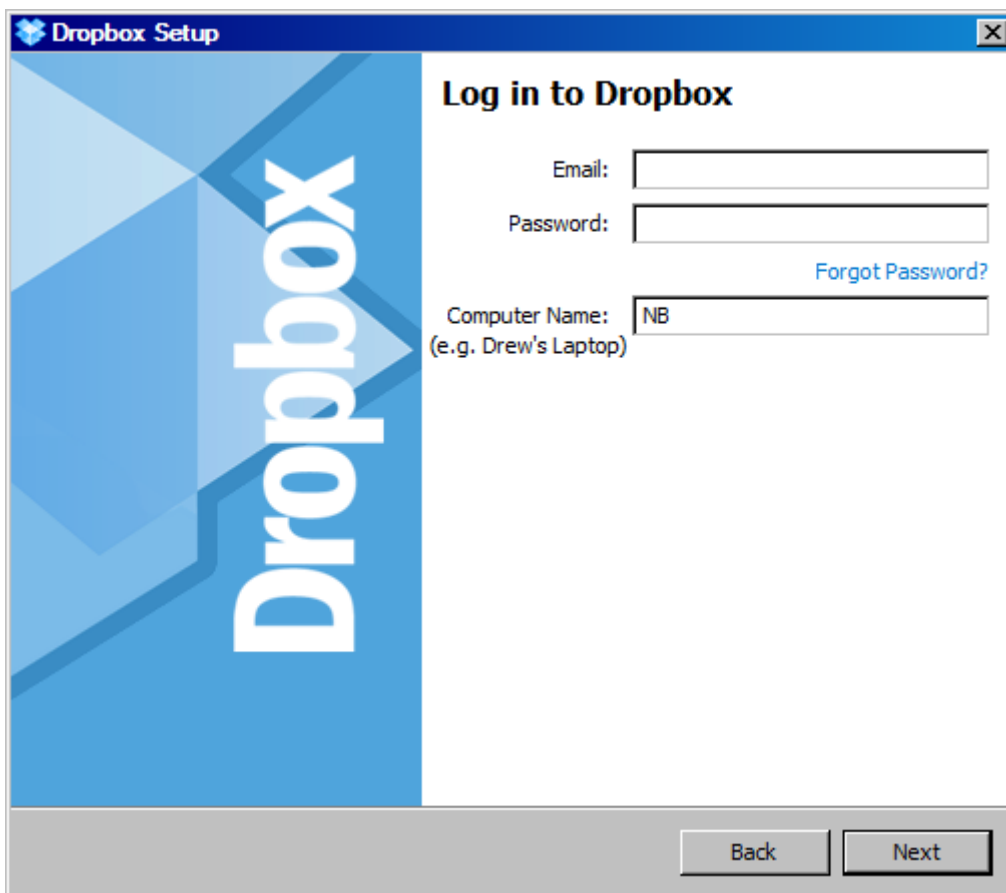 Dropbox Setup
Dropbox
Log in to Dropbox
Email:
Password:
Forgot Password?
Computer Name: NB
(e.g. Drew's Laptop)
Back Next